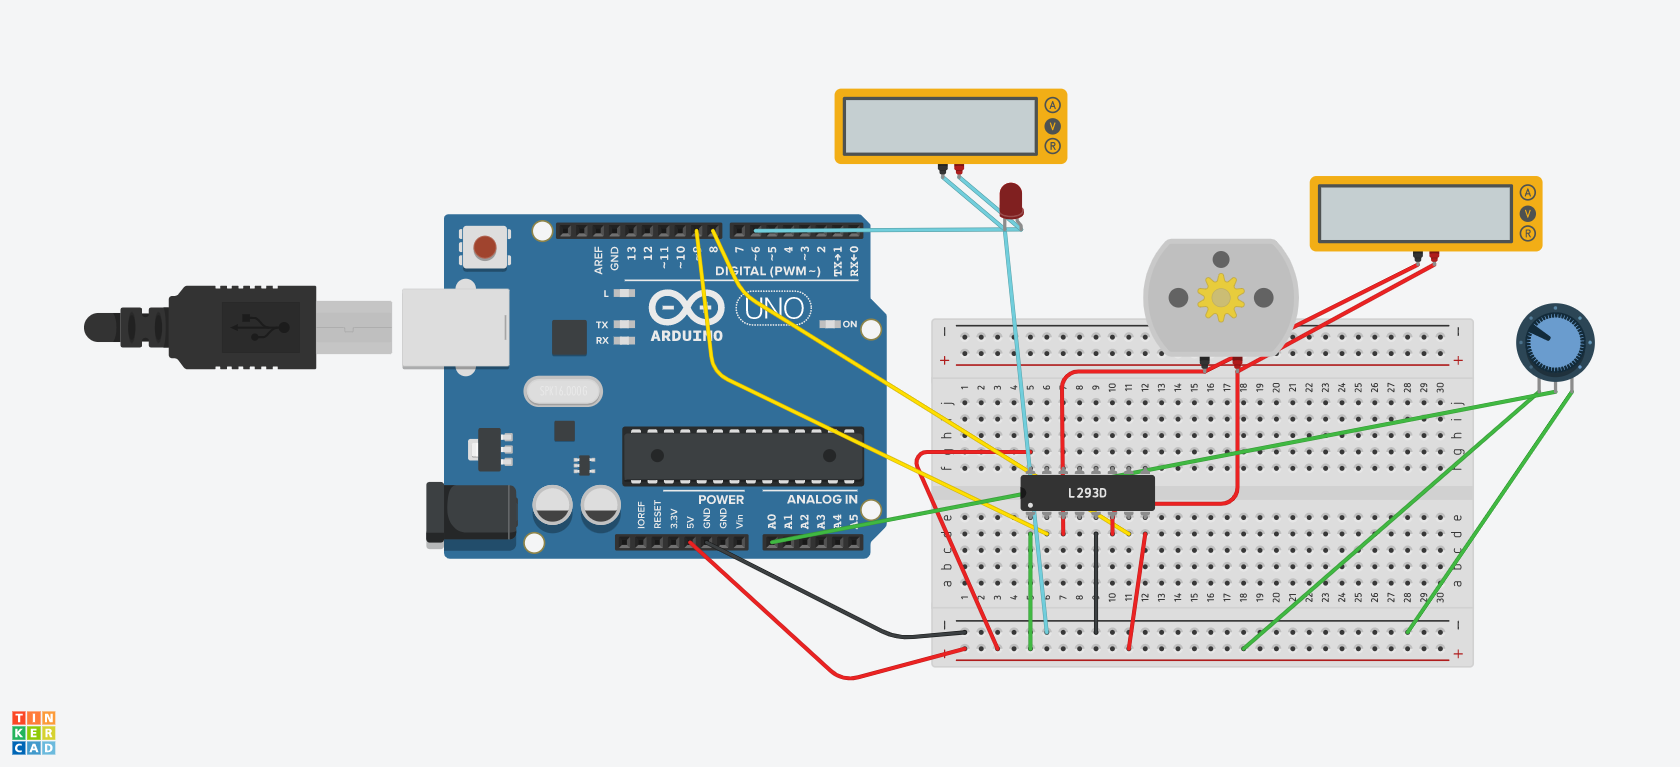 A
V
R
A
V
R
AREF
GND
13
12
~11
~10
~9
8
7
~6
~5
4
~3
2
TX→1
RX←0
DIGITAL (PWM~)
L
TX
RX
ARDUINO
UNO
ON
POWER
ANALOG IN
IOREF
RESET
3.3V
5V
GND
GND
Vin
A0
A1
A2
A3
A4
A5
1 2 3 4 5 6 7 8 9 10 11 12 13 14 15 16 17 18 19 20 21 22 23 24 25 26 27 28 29 30
j j
i i
h h
g g
f f
L293D
e e
d d
c c
b b
a a
1 2 3 4 5 6 7 8 9 10 11 12 13 14 15 16 17 18 19 20 21 22 23 24 25 26 27 28 29 30
TIN
KER
CAD